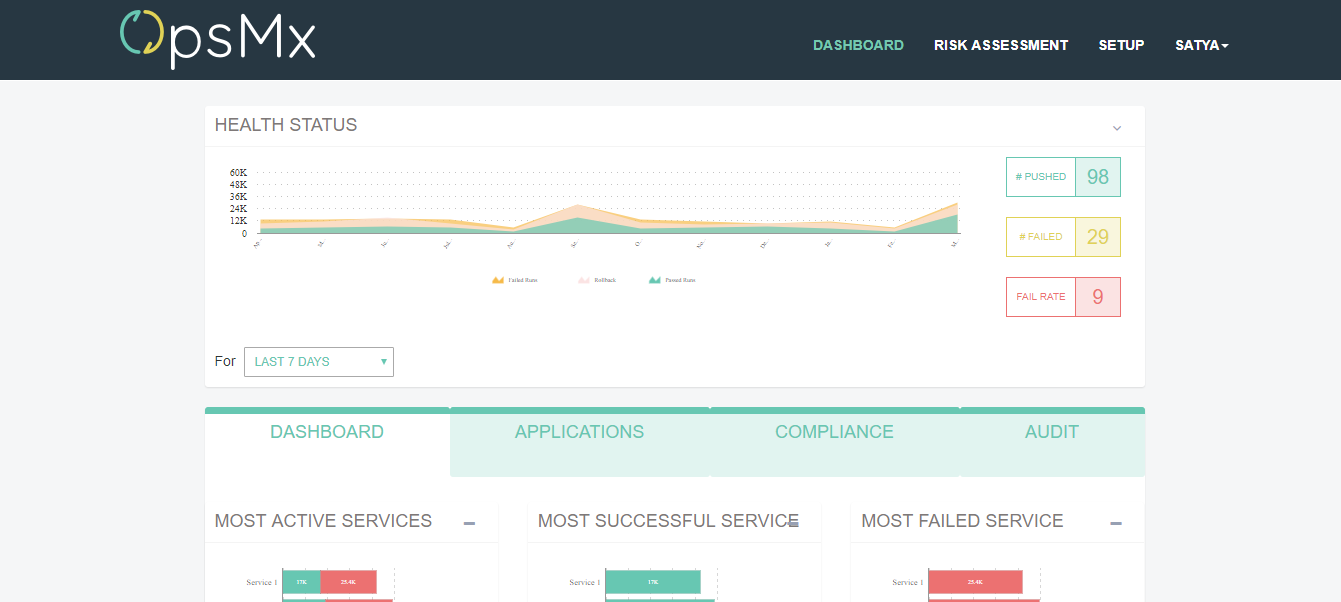 OpsMx
DASHBOARD RISK ASSESSMENT SETUP SATYA
HEALTH STATUS
60K
48K
36K
24K
12K
0
Failed Runs Rollback Passed Runs
# PUSHED 98
# FAILED 29
FAIL RATE 9
For LAST 7 DAYS
DASHBOARD APPLICATIONS COMPLIANCE AUDIT
MOST ACTIVE SERVICES MOST SUCCESSFUL SERVICE MOST FAILED SERVICE
Service 1 17K 25.4K Service 1 17K Service 1 25.4K